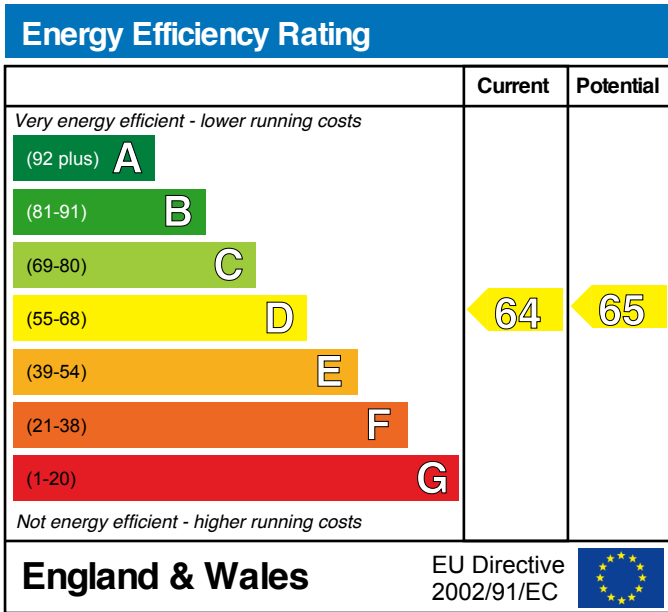 Energy Efficiency Rating
Current Potential
Very energy efficient - lower running costs
(92 plus) A
(81-91) B
(69-80) C
(55-68) D 64 65
(39-54) E
(21-38) F
(1-20) G
Not energy efficient - higher running costs
England & Wales
EU Directive
2002/91/EC